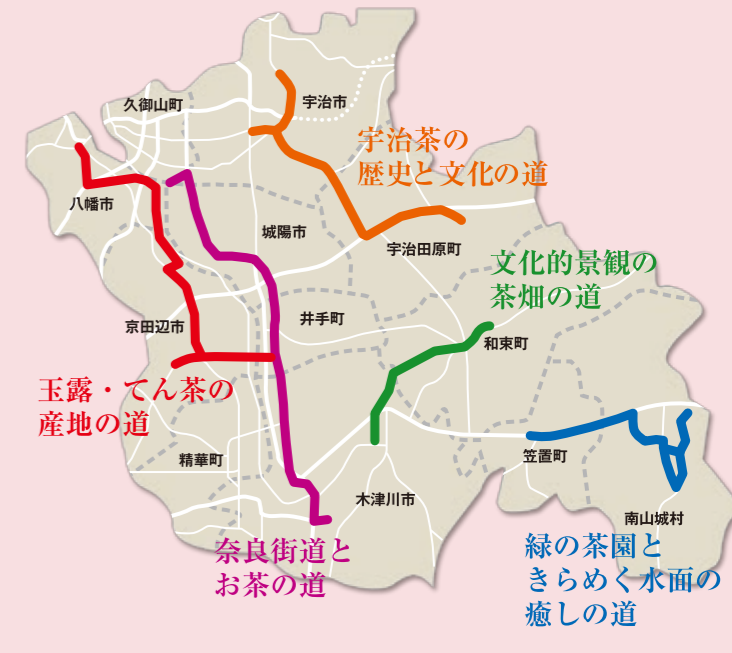 久御山町
宇治市
宇治茶の
歴史と文化の道
八幡市
城陽市
宇治田原町
文化的景観の
茶畑の道
京田辺市
井手町
和束町
玉露・てん茶の
産地の道
精華町
笠置町
木津川市
南山城村
奈良街道と
お茶の道
緑の茶園と
きらめく水面の
癒しの道